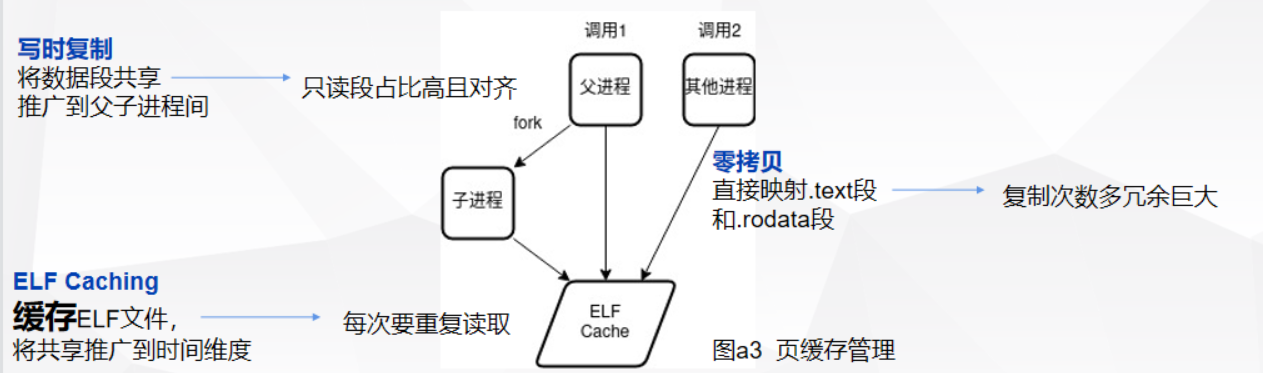 写时复制
将数据段共享
推广到父子进程间
只读段占比高且对齐
调用1
调用2
父进程
其他进程
fork
子进程
零拷贝
直接映射.text段
和.rodata段
复制次数多冗余巨大
ELF Caching
缓存ELF文件，
将共享推广到时间维度
每次要重复读取
ELF
Cache
图a3 页缓存管理